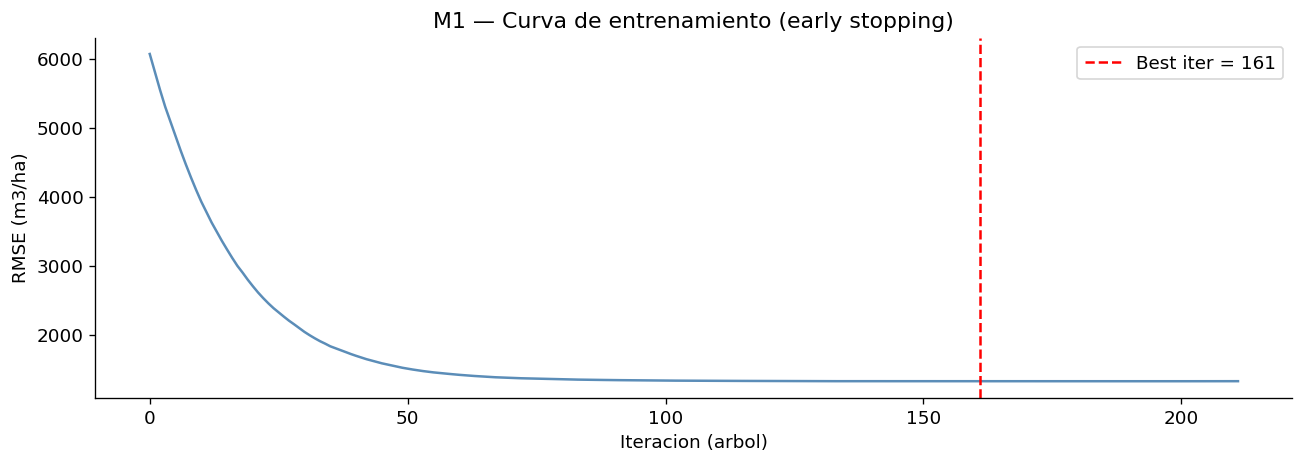 M1 — Curva de entrenamiento (early stopping)
Best iter = 161
RMSE (m3/ha)
6000
5000
4000
3000
2000
0
50
100
150
200
Iteracion (arbol)